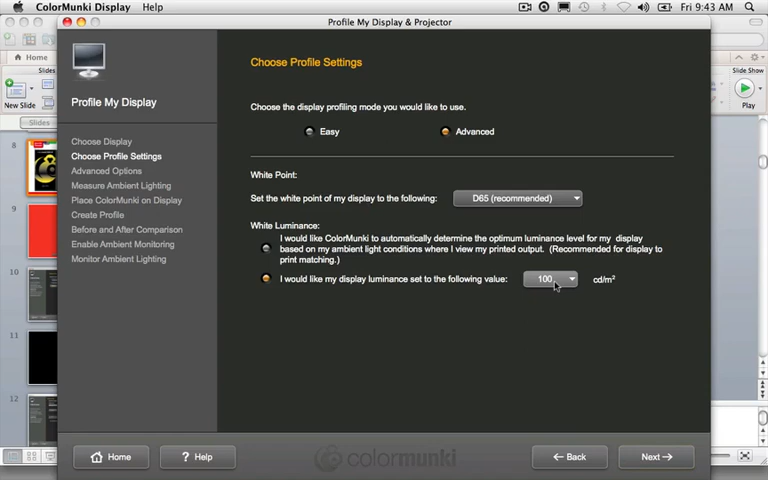 ColorMunki Display Help
Fri 9:43 AM
Profile My Display & Projector
Home
Slides
New Slide
Slide Show
Play
Slides
8
9
10
11
12
Profile My Display
Choose Display
Choose Profile Settings
Advanced Options
Measure Ambient Lighting
Place ColorMunki on Display
Create Profile
Before and After Comparison
Enable Ambient Monitoring
Monitor Ambient Lighting
Choose Profile Settings
Choose the display profiling mode you would like to use.
Easy
Advanced
White Point:
Set the white point of my display to the following:
D65 (recommended)
White Luminance:
I would like ColorMunki to automatically determine the optimum luminance level for my display
based on my ambient light conditions where I view my printed output. (Recommended for display to
print matching.)
I would like my display luminance set to the following value:
100
cd/m²
Home
? Help
colormunki
Back
Next